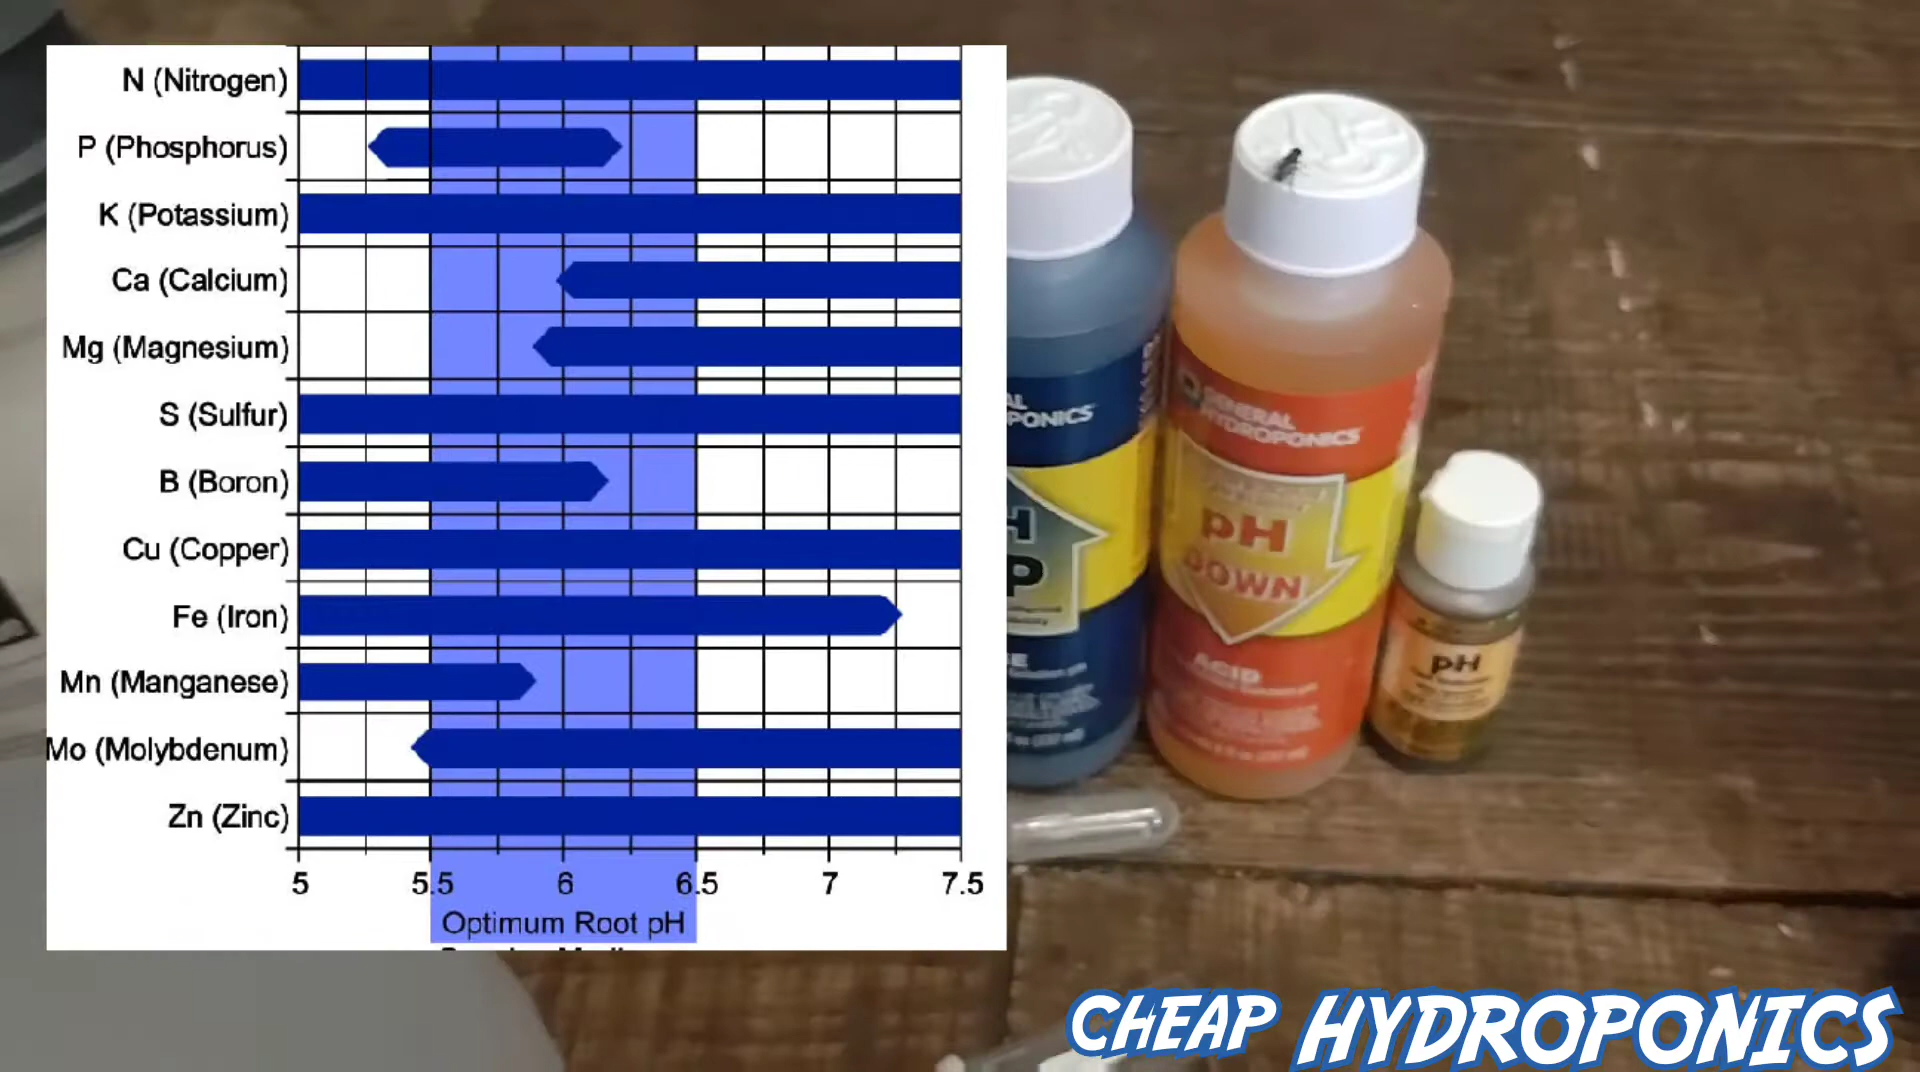 N (Nitrogen)
P (Phosphorus)
K (Potassium)
Ca (Calcium)
Mg (Magnesium)
S (Sulfur)
B (Boron)
Cu (Copper)
Fe (Iron)
Mn (Manganese)
Mo (Molybdenum)
Zn (Zinc)
5 5.5 6 6.5 7 7.5
Optimum Root pH
PONICS
GENERAL
HYDROPONICS
pH
DOWN
ACID
pH
CHEAP HYDROPONICS